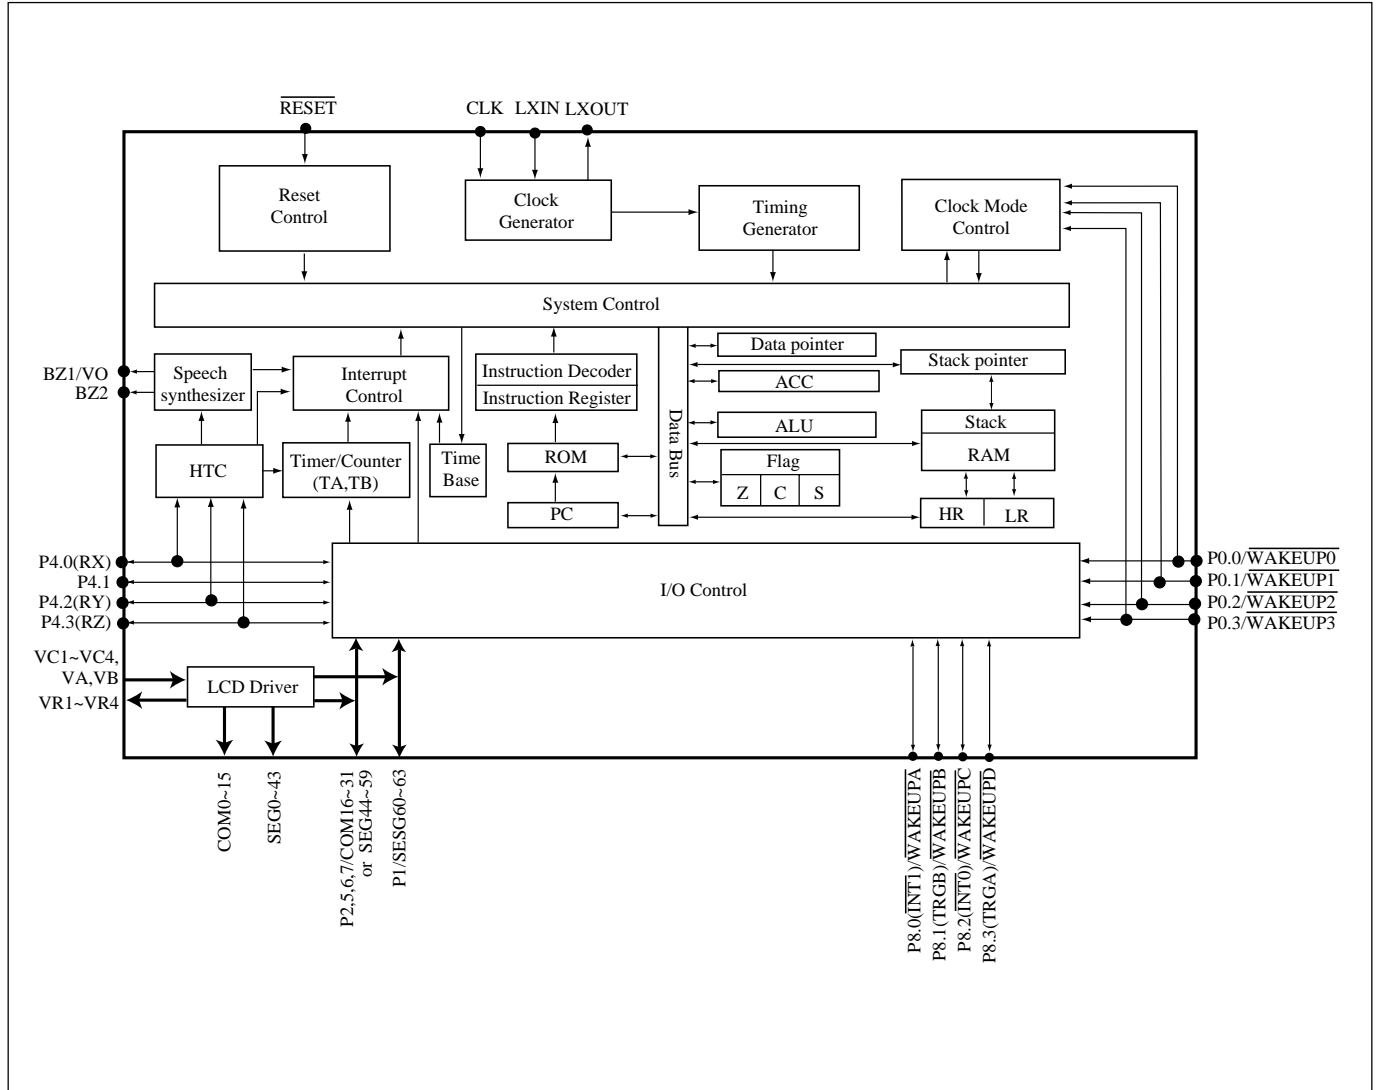 RESET
CLK LXIN LXOUT
Reset
Control
Clock
Generator
Timing
Generator
Clock Mode
Control
System Control
BZ1/VO
BZ2
Speech
synthesizer
Interrupt
Control
Instruction Decoder
Instruction Register
Data Bus
Data pointer
Stack pointer
ACC
ALU
Stack
RAM
HTC
Timer/Counter
(TA,TB)
Time
Base
ROM
PC
Flag
Z C S
HR LR
P4.0(RX)
P4.1
P4.2(RY)
P4.3(RZ)
I/O Control
P0.0/WAKEUP0
P0.1/WAKEUP1
P0.2/WAKEUP2
P0.3/WAKEUP3
VC1~VC4,
VA,VB
VR1~VR4
LCD Driver
COM0~15
SEG0~43
P2,5,6,7/COM16~31
or SEG44~59
P1/SESG60~63
P8.0(INT1)/WAKEUPA
P8.1(TRGB)/WAKEUPB
P8.2(INT0)/WAKEUPC
P8.3(TRGA)/WAKEUPD